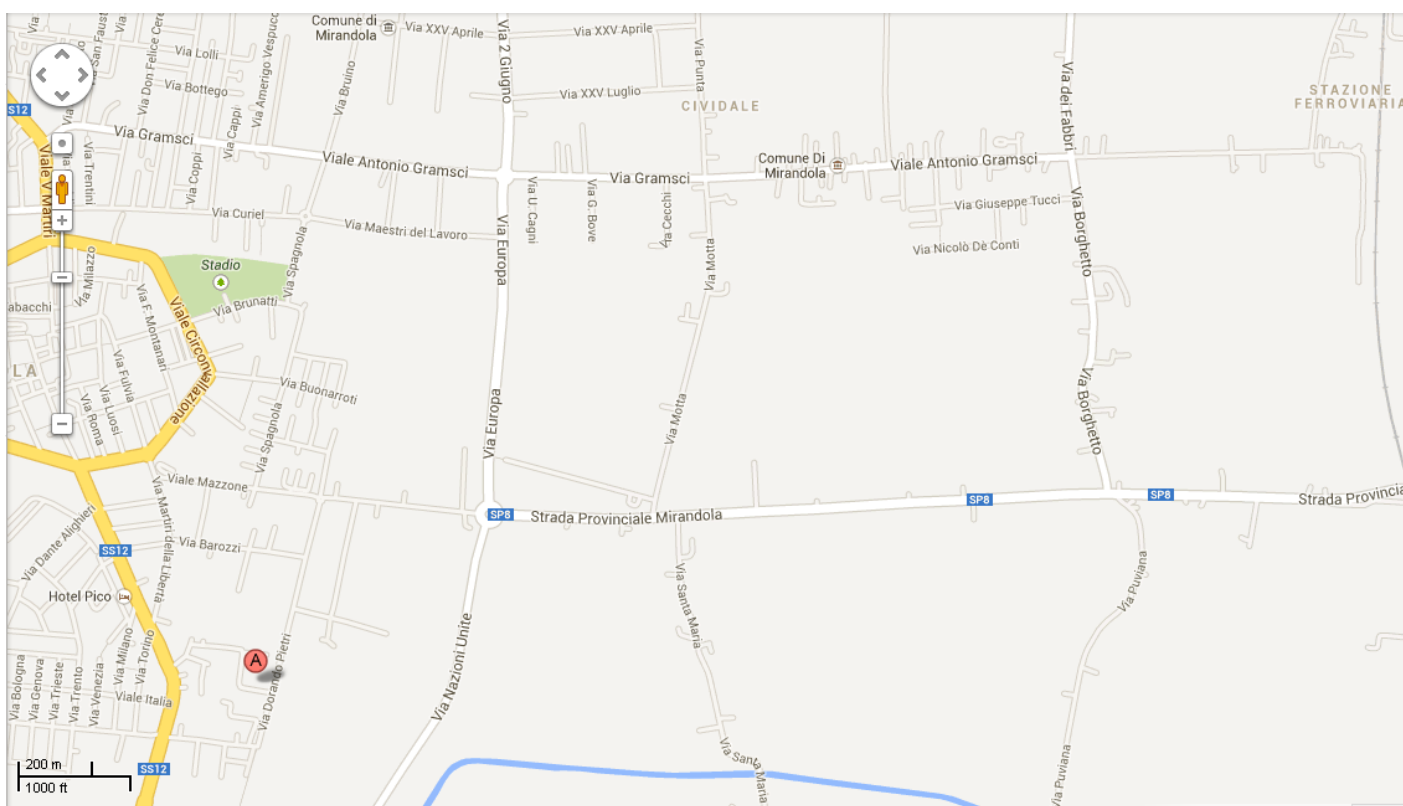 Comune di
Mirandola
Via XXV Aprile
Via XXV Aprile
Via 2 Giugno
Via Punta
Via dei Fabbri
STAZIONE
FERROVIARIA
Via San Faust
Via Don Felice Cere
Via Lolli
Via Amerigo Vespucc
Via Bruino
Via Bottego
Via XXV Luglio
CIVIDALE
SS12
Via Gramsci
Via Cappi
Viale V Martiri
Via Trentini
Via Coppi
Viale Antonio Gramsci
Via Gramsci
Comune Di
Mirandola
Viale Antonio Gramsci
Via Curiel
Via Maestri del Lavoro
Via Europa
Via U. Cagni
Via G. Bove
Via Cecchi
Via Giuseppe Tucci
Via Nicolò Dè Conti
Via Borghetto
Via Motta
Stadio
Via Spagnola
Via Milazzo
Via Brunatti
abacchi
Via F. Montanari
Viale Circonvallazione
LA
Via Fulvia
Via Luosi
Via Roma
Via Buonarroti
Via Spagnola
Via Europa
Via Motta
Via Borghetto
Viale Mazzone
SP8
Strada Provinciale Mirandola
SP8
SP8
Strada Provincia
Via Dante Alighieri
Via Martiri della Libertà
SS12
Via Barozzi
Hotel Pico
Via Santa Maria
Via Puviana
Via Nazioni Unite
A
Via Dorando Pietri
Via Bologna
Via Genova
Via Trieste
Via Trento
Via Venezia
Via Milano
Via Torino
Viale Italia
Via Santa Maria
Via Puviana
SS12
200 m
1000 ft